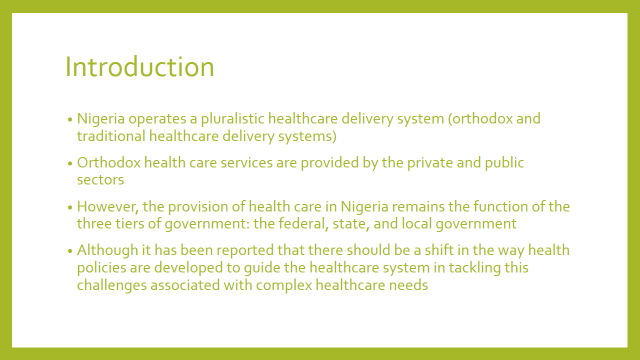 Introduction
• Nigeria operates a pluralistic healthcare delivery system (orthodox and
traditional healthcare delivery systems)
• Orthodox health care services are provided by the private and public
sectors
• However, the provision of health care in Nigeria remains the function of the
three tiers of government: the federal, state, and local government
• Although it has been reported that there should be a shift in the way health
policies are developed to guide the healthcare system in tackling this
challenges associated with complex healthcare needs